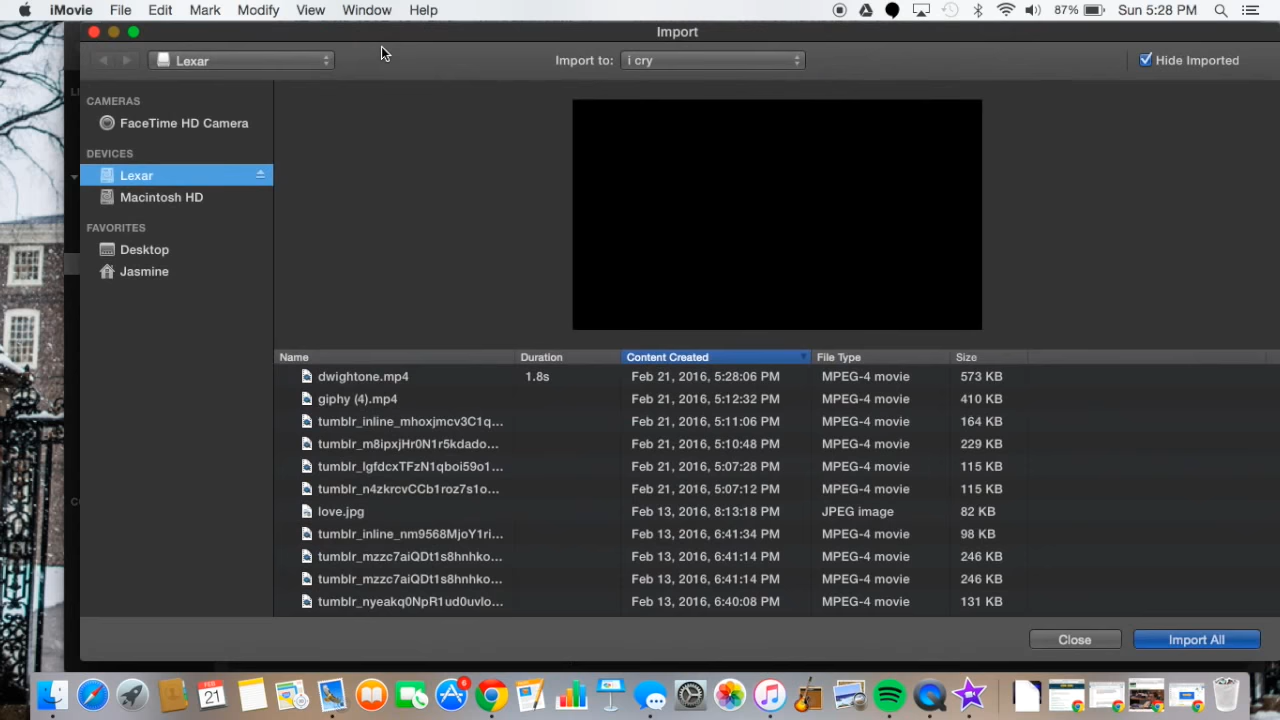 iMovie File Edit Mark Modify View Window Help 87% Sun 5:28 PM
Import
Lexar Import to: i cry Hide Imported
CAMERAS
FaceTime HD Camera
DEVICES
Lexar
Macintosh HD
FAVORITES
Desktop
Jasmine
Name Duration Content Created File Type Size
dwightone.mp4 1.8s Feb 21, 2016, 5:28:06 PM MPEG-4 movie 573 KB
giphy (4).mp4 Feb 21, 2016, 5:12:32 PM MPEG-4 movie 410 KB
tumblr_inline_mhoxjmcv3C1q... Feb 21, 2016, 5:11:06 PM MPEG-4 movie 164 KB
tumblr_m8ipxjHr0N1r5kdado... Feb 21, 2016, 5:10:48 PM MPEG-4 movie 229 KB
tumblr_lgfdcxTFzN1qboi59o1... Feb 21, 2016, 5:07:28 PM MPEG-4 movie 115 KB
tumblr_n4zkrcvCCb1roz7s1o... Feb 21, 2016, 5:07:12 PM MPEG-4 movie 115 KB
love.jpg Feb 13, 2016, 8:13:18 PM JPEG image 82 KB
tumblr_inline_nm9568MjoY1ri... Feb 13, 2016, 6:41:34 PM MPEG-4 movie 98 KB
tumblr_mzzc7aiQDt1s8hnhko... Feb 13, 2016, 6:41:14 PM MPEG-4 movie 246 KB
tumblr_mzzc7aiQDt1s8hnhko... Feb 13, 2016, 6:41:14 PM MPEG-4 movie 246 KB
tumblr_nyeakq0NpR1ud0uvlo... Feb 13, 2016, 6:40:08 PM MPEG-4 movie 131 KB
Close Import All
FEB
21
6